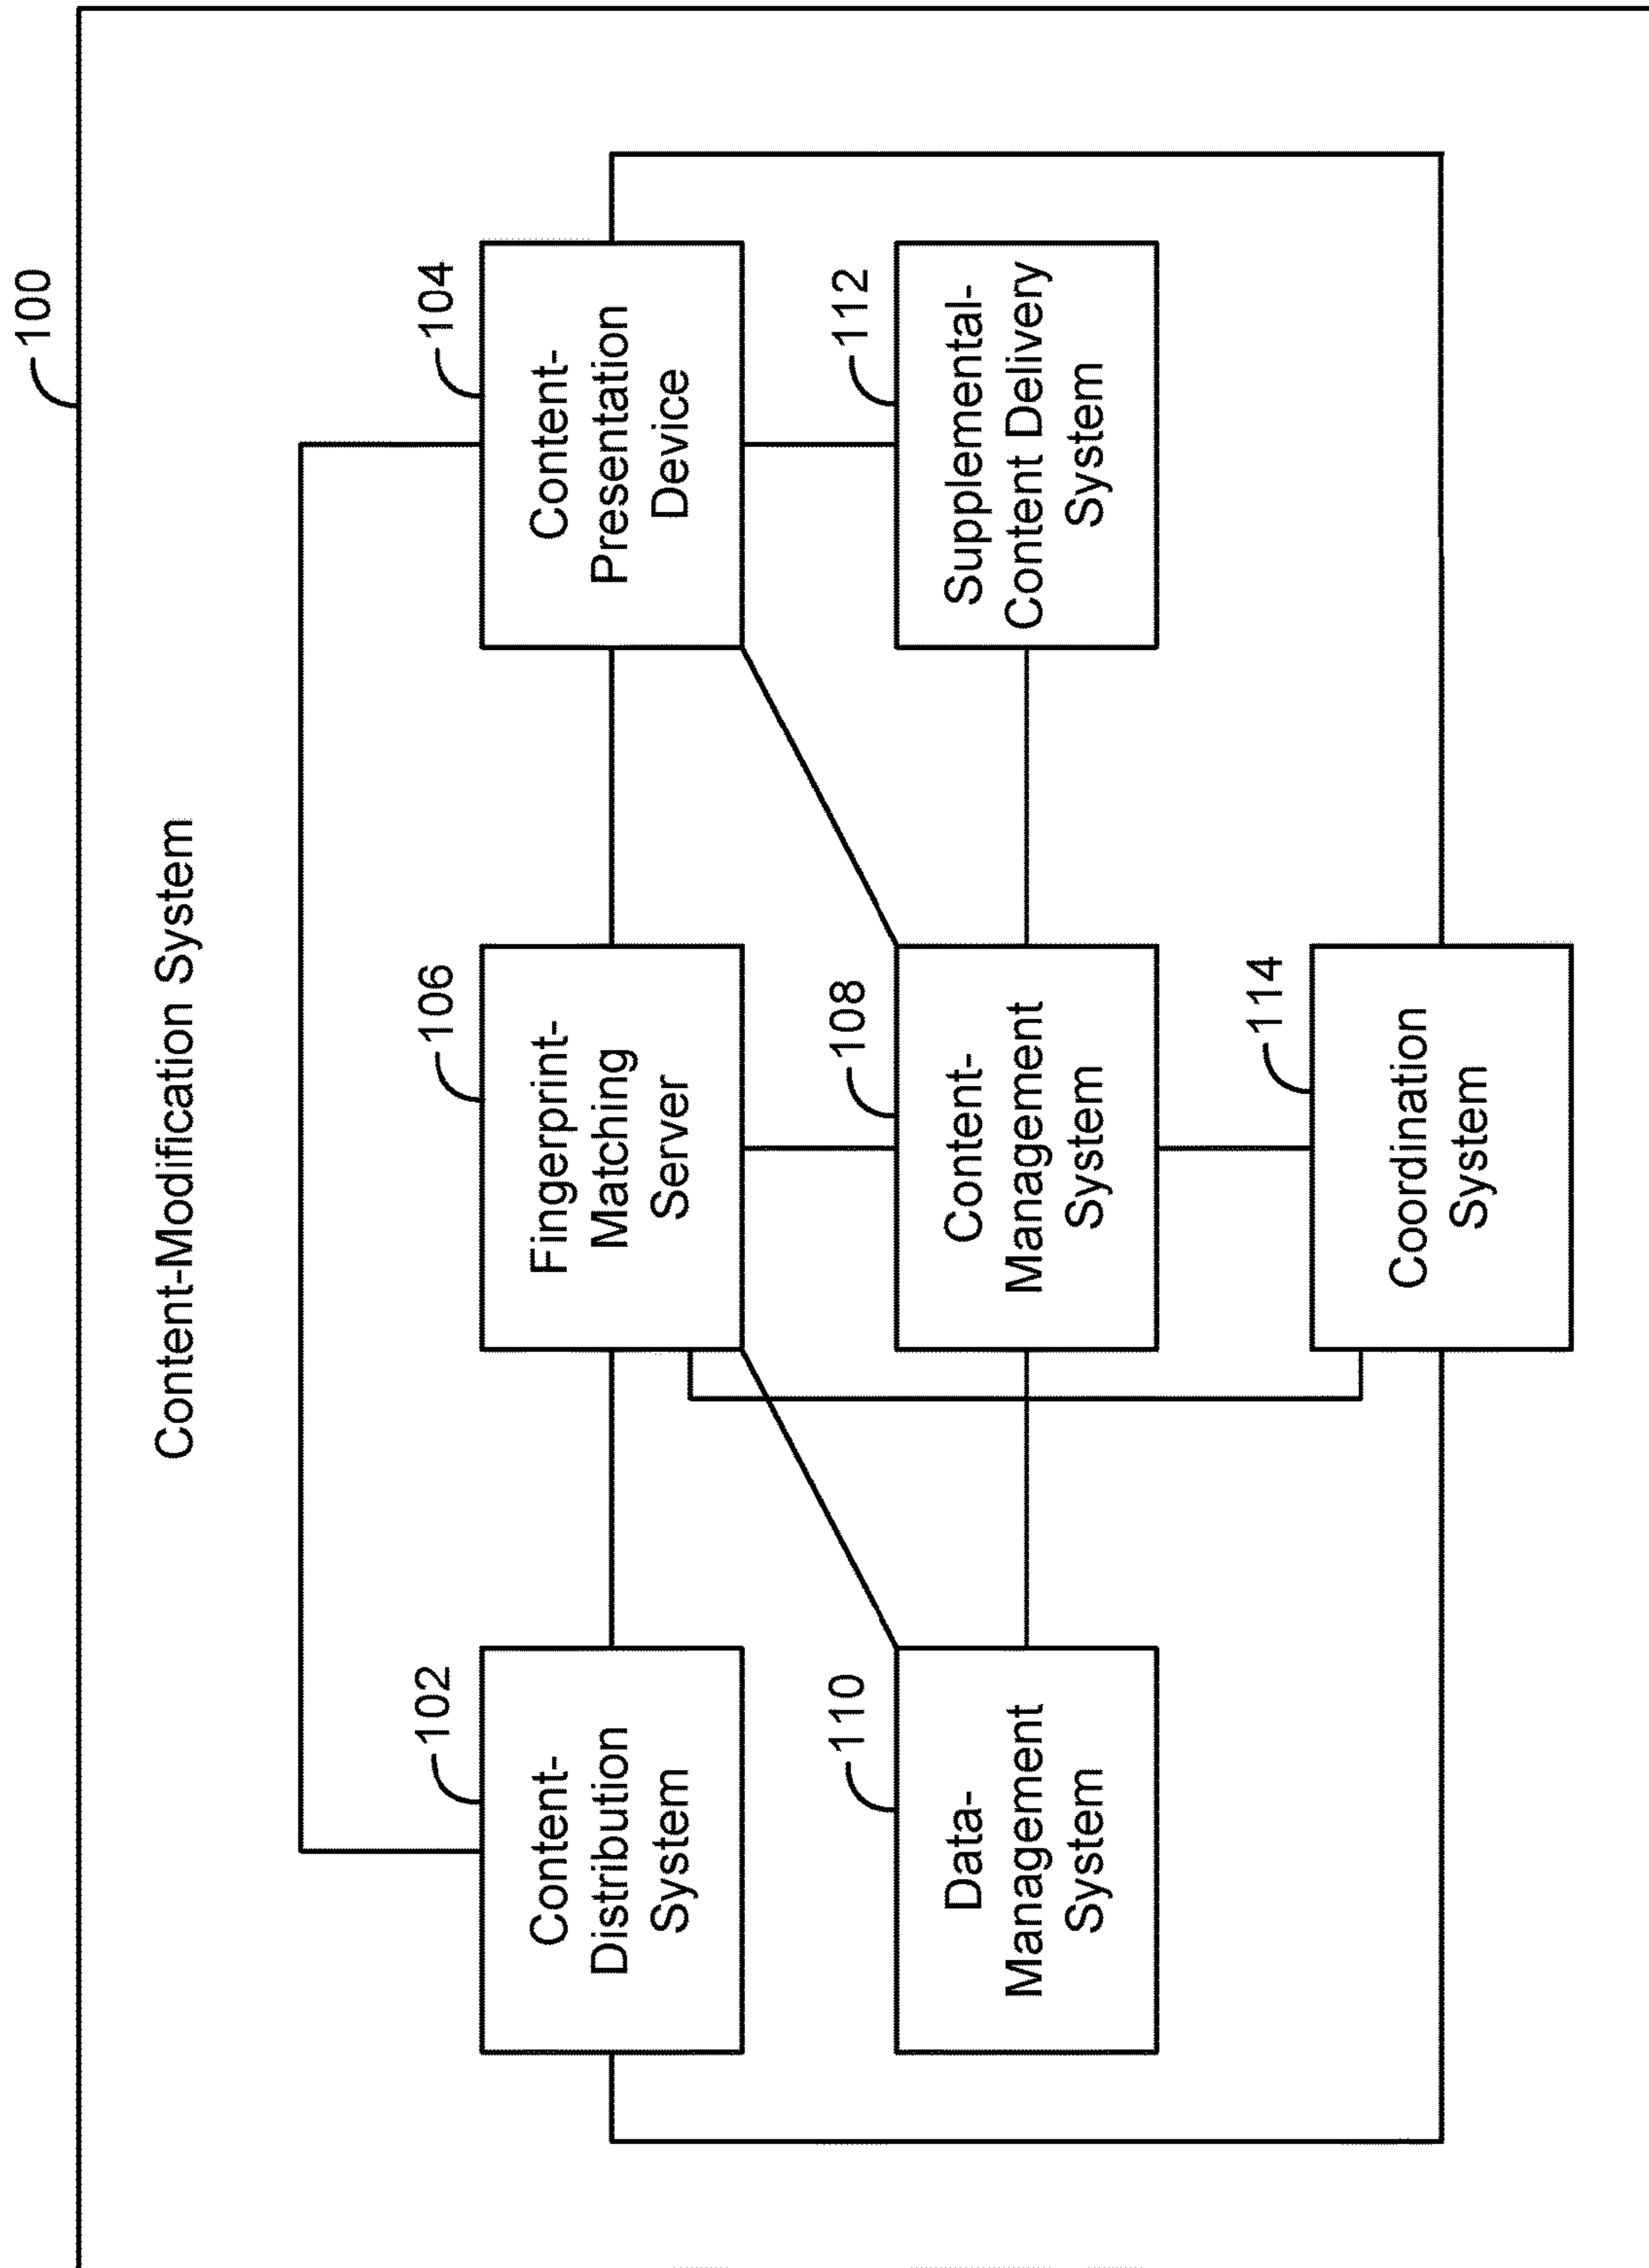 100
Content-Modification System
102
Content-
Distribution
System
106
Fingerprint-
Matching
Server
104
Content-
Presentation
Device
110
Data-
Management
System
108
Content-
Management
System
112
Supplemental-
Content Delivery
System
114
Coordination
System